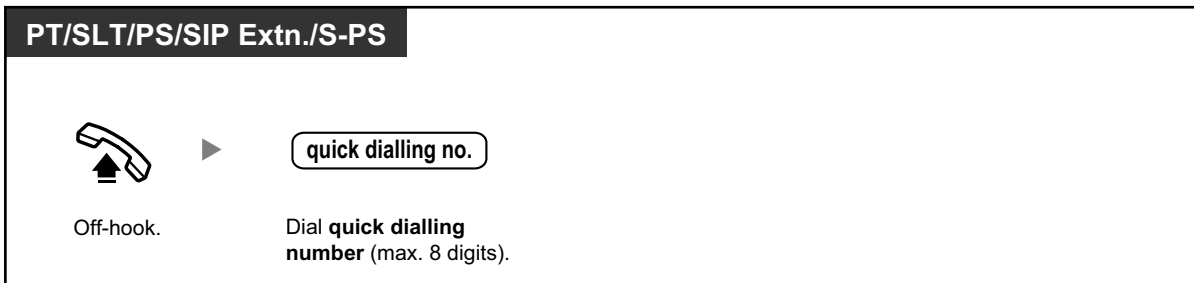 PT/SLT/PS/SIP Extn./S-PS
quick dialling no.
Off-hook.
Dial quick dialling
number (max. 8 digits).